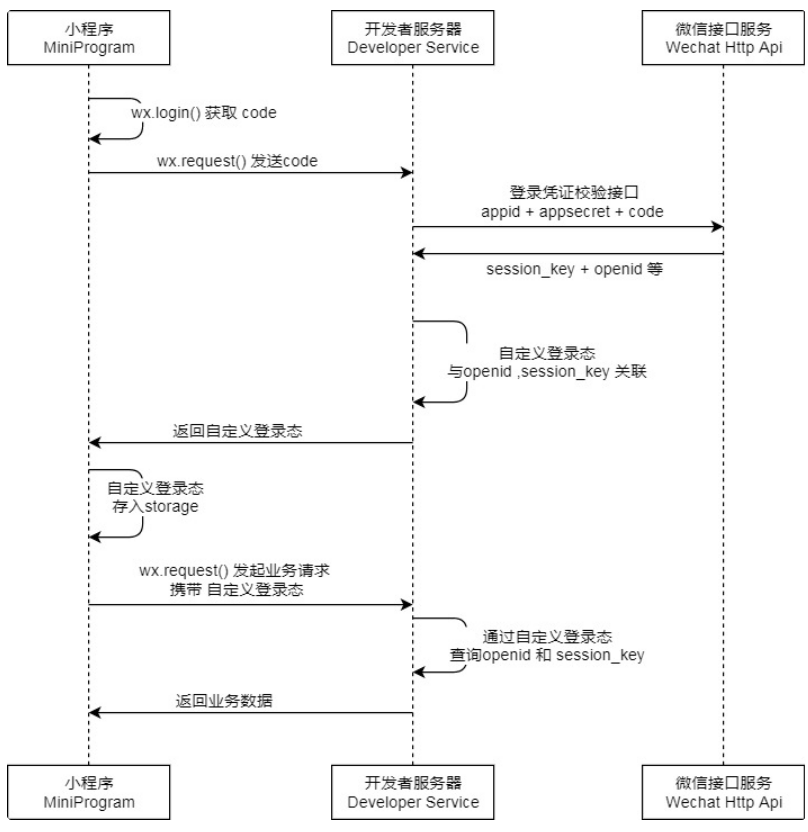 小程序
MiniProgram
开发者服务器
Developer Service
微信接口服务
Wechat Http Api
wx.login() 获取 code
wx.request() 发送code
登录凭证校验接口
appid + appsecret + code
session_key + openid 等
自定义登录态
与openid ,session_key 关联
返回自定义登录态
自定义登录态
存入storage
wx.request() 发起业务请求
携带 自定义登录态
通过自定义登录态
查询openid 和 session_key
返回业务数据
小程序
MiniProgram
开发者服务器
Developer Service
微信接口服务
Wechat Http Api